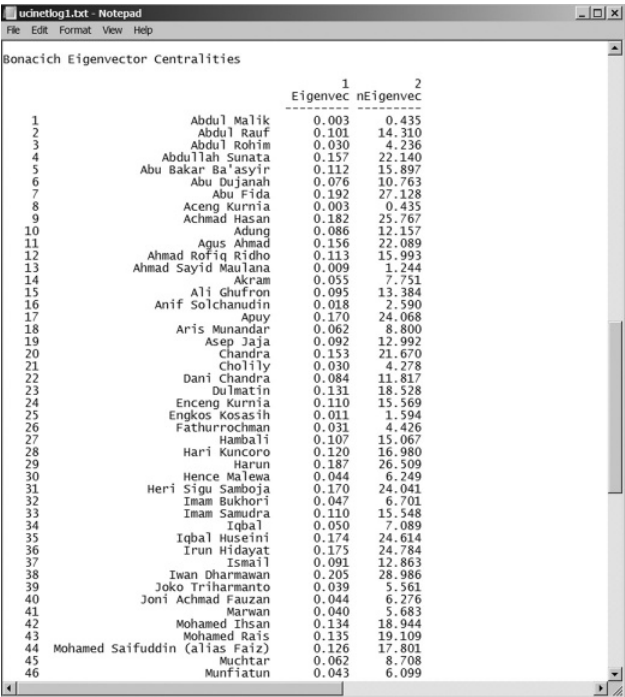 ucinetlog1.txt - Notepad
File Edit Format View Help
Bonacich Eigenvector Centralities
1 2
Eigenvec nEigenvec
--------- ---------
1 Abdul Malik 0.003 0.435
2 Abdul Rauf 0.101 14.310
3 Abdul Rohim 0.030 4.236
4 Abdullah Sunata 0.157 22.140
5 Abu Bakar Ba'asyir 0.112 15.897
6 Abu Dujanah 0.076 10.763
7 Abu Fida 0.192 27.128
8 Aceng Kurnia 0.003 0.435
9 Achmad Hasan 0.182 25.767
10 Adung 0.086 12.157
11 Agus Ahmad 0.156 22.089
12 Ahmad Rofiq Ridho 0.113 15.993
13 Ahmad Sayid Maulana 0.009 1.244
14 Akram 0.055 7.751
15 Ali Ghufron 0.095 13.384
16 Anif Solchanudin 0.018 2.590
17 Apuy 0.170 24.068
18 Aris Munandar 0.062 8.800
19 Asep Jaja 0.092 12.992
20 Chandra 0.153 21.670
21 Cholily 0.030 4.278
22 Dani Chandra 0.084 11.817
23 Dulmatin 0.131 18.528
24 Enceng Kurnia 0.110 15.569
25 Engkos Kosasih 0.011 1.594
26 Fathurrochman 0.031 4.426
27 Hambali 0.107 15.067
28 Hari Kuncoro 0.120 16.980
29 Harun 0.187 26.509
30 Hence Malewa 0.044 6.249
31 Heri Sigu Samboja 0.170 24.041
32 Imam Bukhori 0.047 6.701
33 Imam Samudra 0.110 15.548
34 Iqbal 0.050 7.089
35 Iqbal Huseini 0.174 24.614
36 Irun Hidayat 0.175 24.784
37 Ismail 0.091 12.863
38 Iwan Dharmawan 0.205 28.986
39 Joko Triharmanto 0.039 5.561
40 Joni Achmad Fauzan 0.044 6.276
41 Marwan 0.040 5.683
42 Mohamed Ihsan 0.134 18.944
43 Mohamed Rais 0.135 19.109
44 Mohamed Saifuddin (alias Faiz) 0.126 17.801
45 Muchtar 0.062 8.708
46 Munfiatun 0.043 6.099